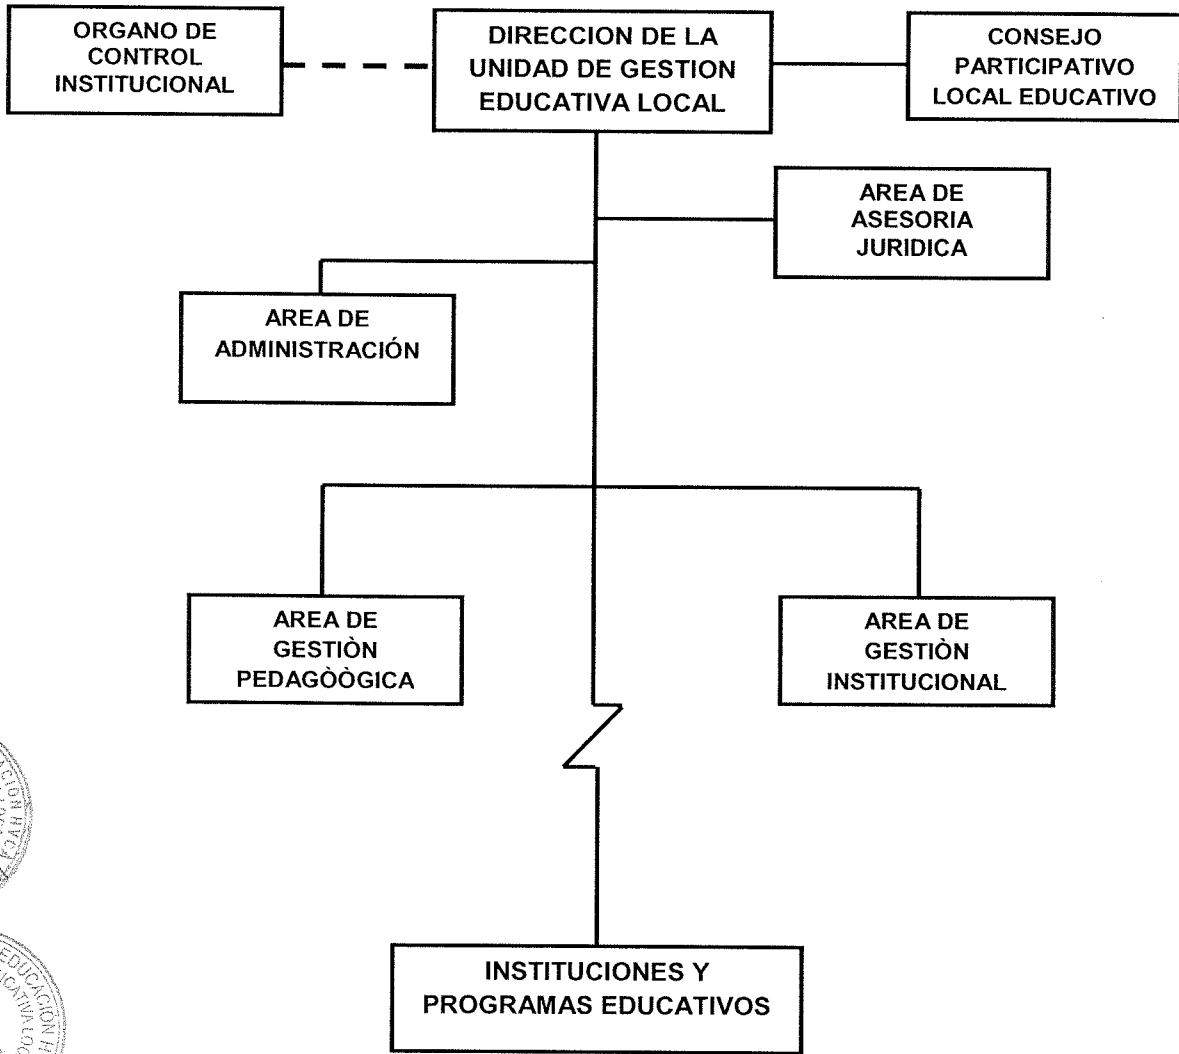 ORGANO DE
CONTROL
INSTITUCIONAL
DIRECCION DE LA
UNIDAD DE GESTION
EDUCATIVA LOCAL
CONSEJO
PARTICIPATIVO
LOCAL EDUCATIVO
AREA DE
ASESORIA
JURIDICA
AREA DE
ADMINISTRACIÓN
AREA DE
GESTIÒN
PEDAGÒÒGICA
AREA DE
GESTIÒN
INSTITUCIONAL
INSTITUCIONES Y
PROGRAMAS EDUCATIVOS